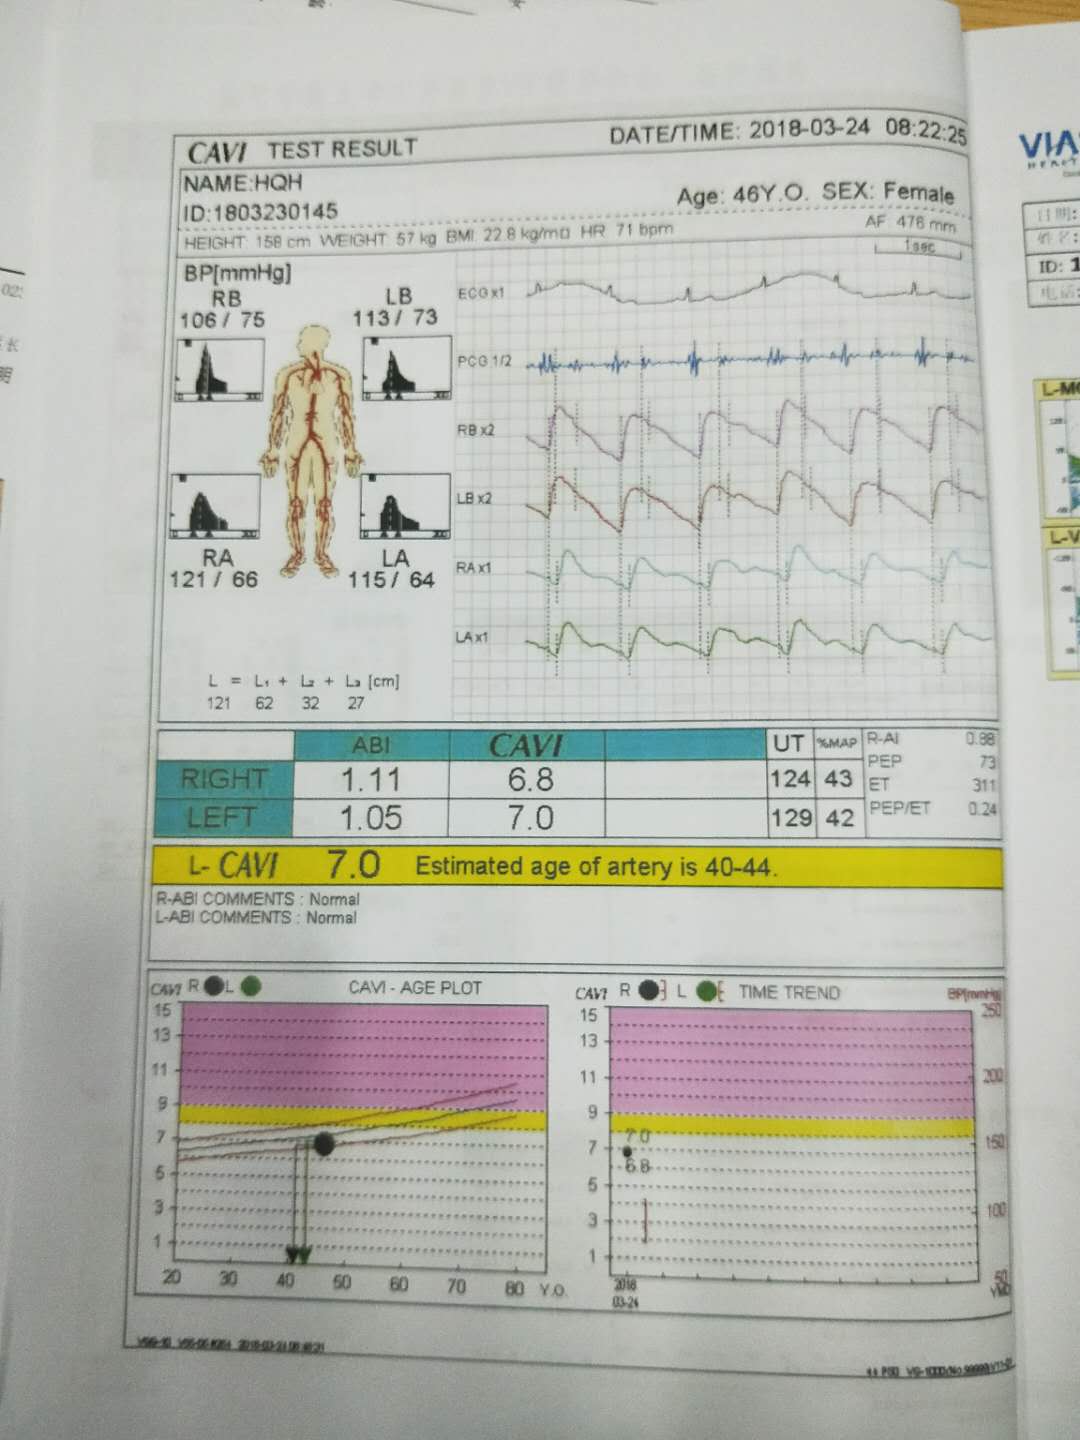 CAVI TEST RESULT DATE/TIME: 2018-03-24 08:22:25
NAME:HQH
ID:1803230145 Age: 46Y.O. SEX: Female
HEIGHT: 158 cm WEIGHT: 57 kg BMI: 22.8 kg/m HR: 71 bpm AF 476 mm
1sec
BP[mmHg]
RB LB
106 / 75 113 / 73
ECG x1
PCG 1/2
RB x2
LB x2
RA x1
LA x1
RA LA
121 / 66 115 / 64
L = L1 + L2 + L3 [cm]
121 62 32 27
ABI CAVI UT %MAP
RIGHT 1.11 6.8 124 43
LEFT 1.05 7.0 129 42
R-AI 0.98
PEP 73
ET 311
PEP/ET 0.24
L- CAVI 7.0 Estimated age of artery is 40-44.
R-ABI COMMENTS : Normal
L-ABI COMMENTS : Normal
CAVI R L CAVI - AGE PLOT
15
13
11
9
7
5
3
1
20 30 40 50 60 70 80 Y.O.
CAVI R L TIME TREND BP[mmHg]
15 250
13
11 200
9
7 7.0 150
6.8
5
3 100
1 50
2018 YMD
03-24
VIA
ID: 1
L-MC
L-V